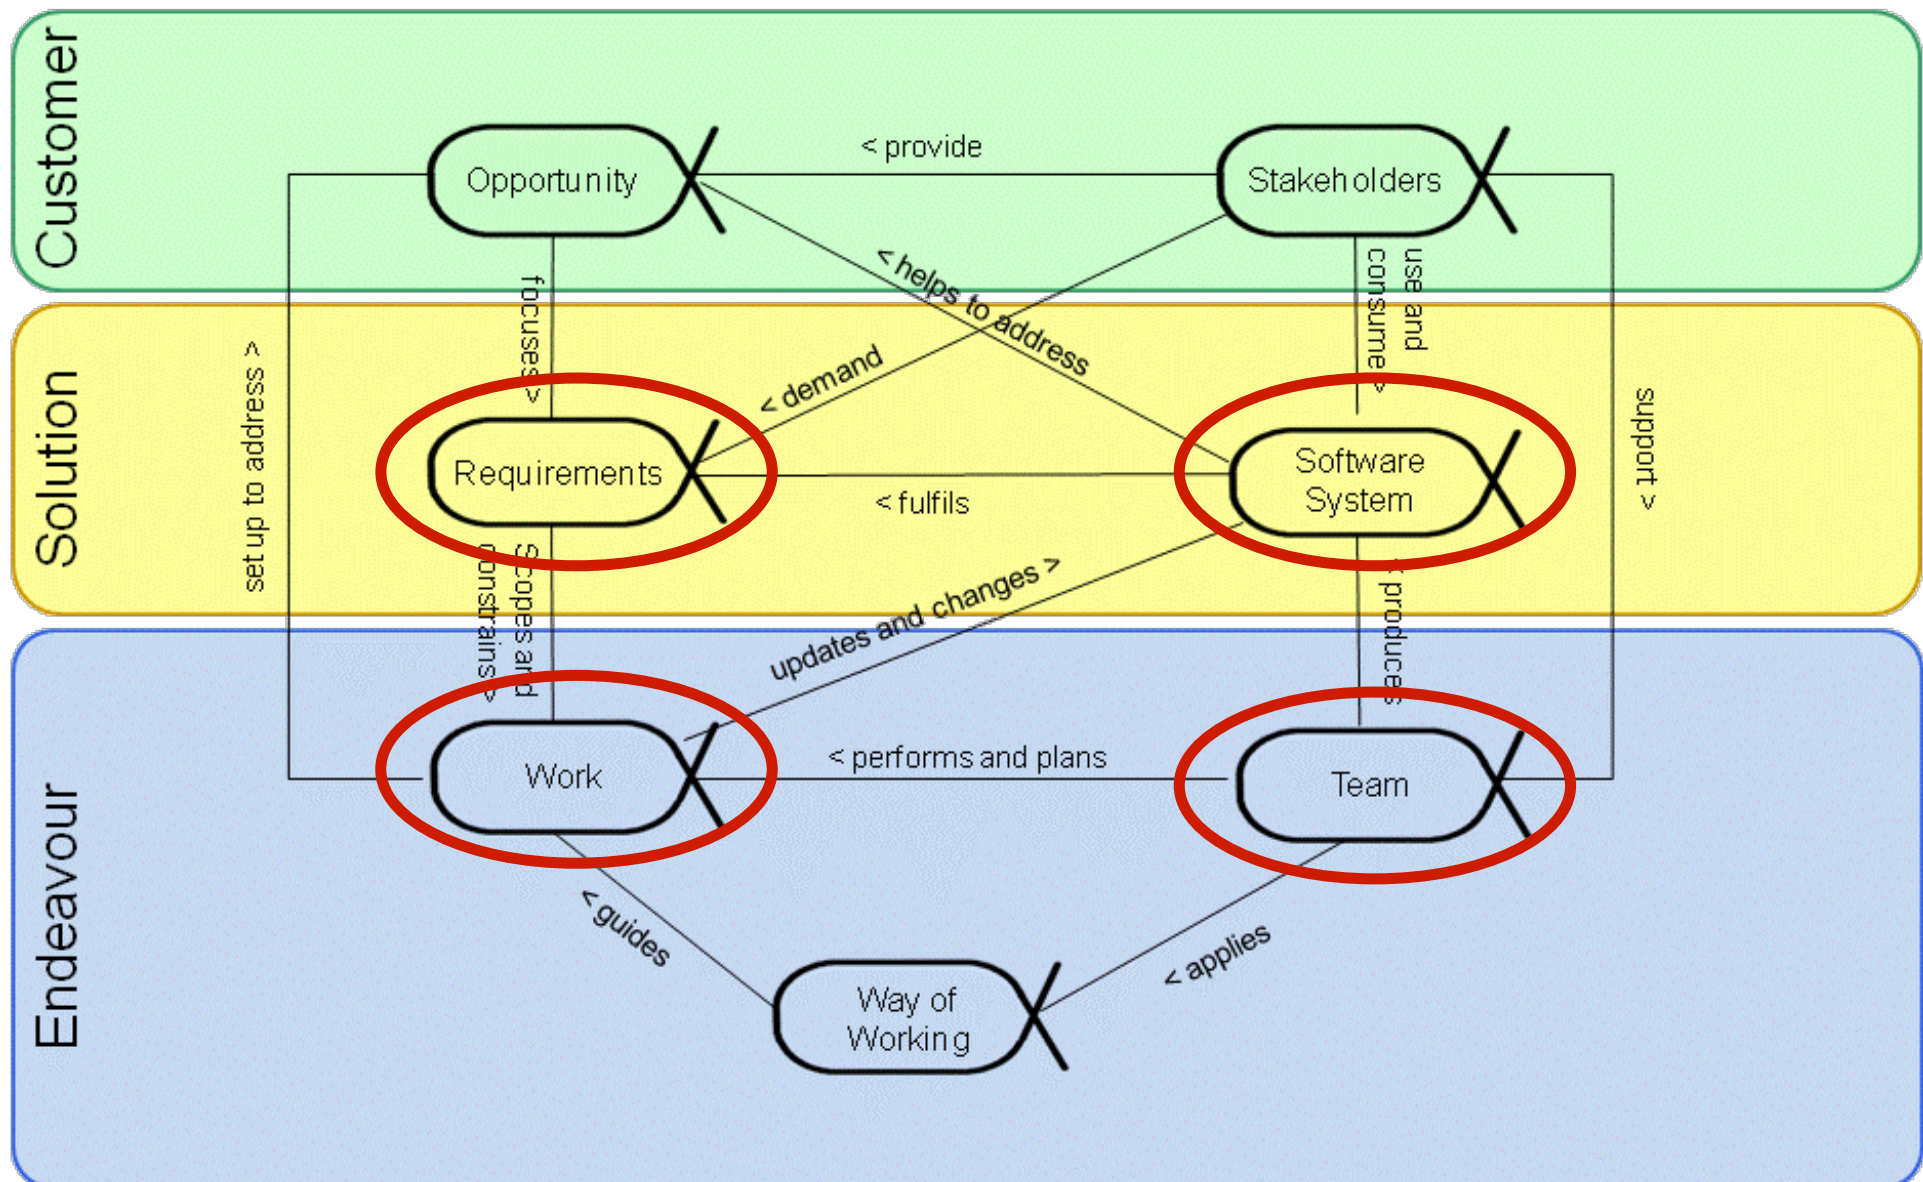 Customer
< provide
Opportunity
Stakeholders
focuses >
< helps to address
use and
consume >
< demand
Solution
set up to address >
support >
Requirements
Software
System
< fulfils
Scopes and
constrains >
updates and changes >
< produces
Endeavour
Work
< performs and plans
Team
< guides
< applies
Way of
Working